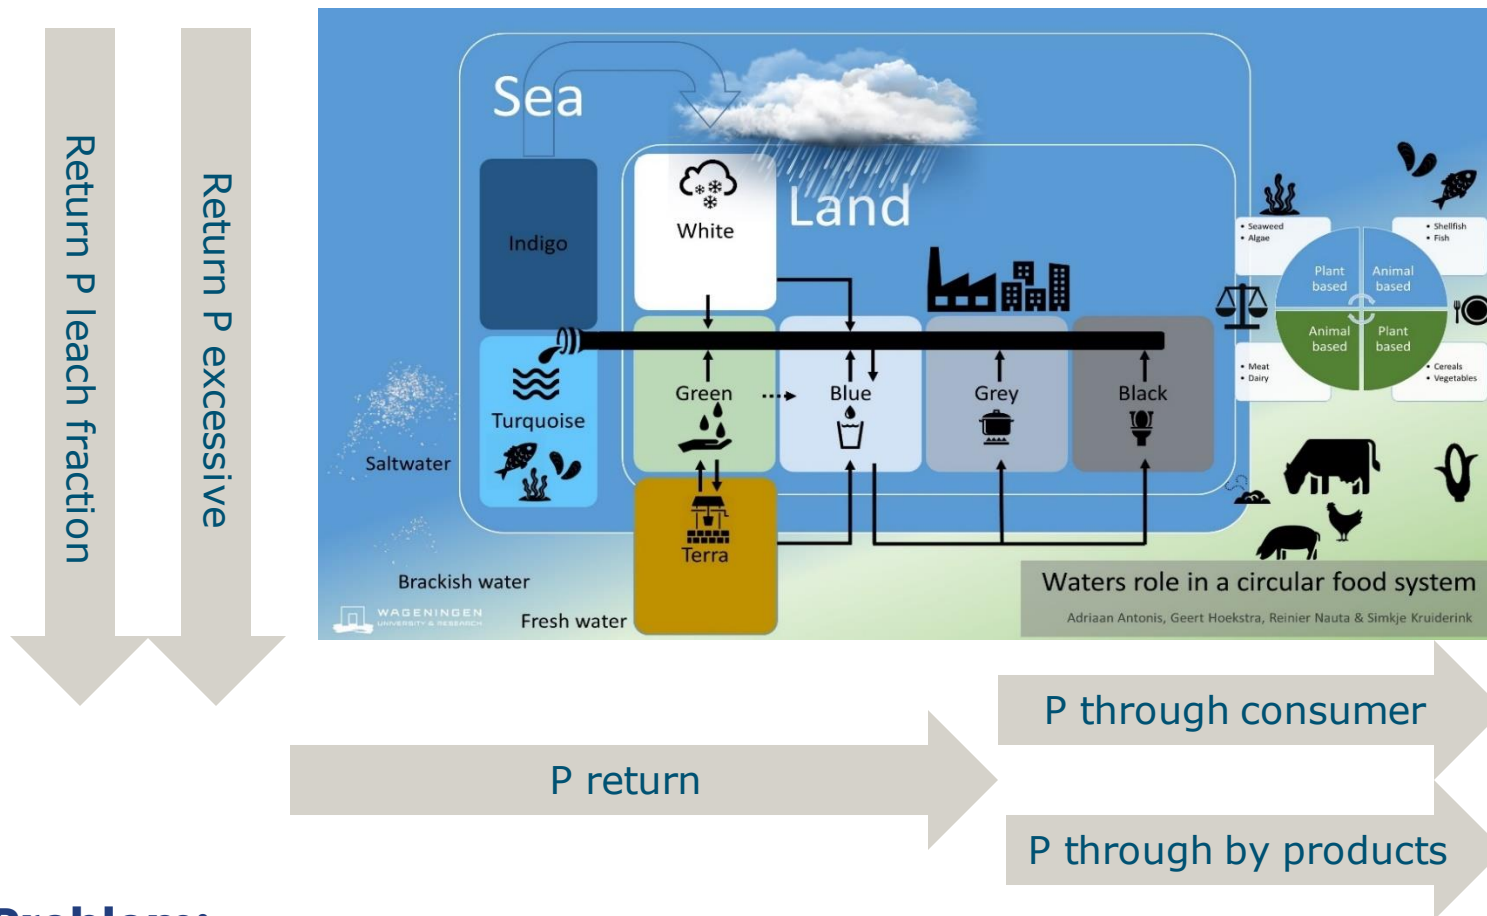 Return P leach fraction
Return P excessive
Sea
Land
Indigo
White
Turquoise
Green
Blue
Grey
Black
Terra
Saltwater
Brackish water
Fresh water
WAGENINGEN
UNIVERSITY & RESEARCH
• Seaweed
• Algae
• Shellfish
• Fish
Plant
based
Animal
based
Animal
based
Plant
based
• Meat
• Dairy
• Cereals
• Vegetables
Waters role in a circular food system
Adriaan Antonis, Geert Hoekstra, Reinier Nauta & Simkje Kruiderink
P through consumer
P return
P through by products
Problem: